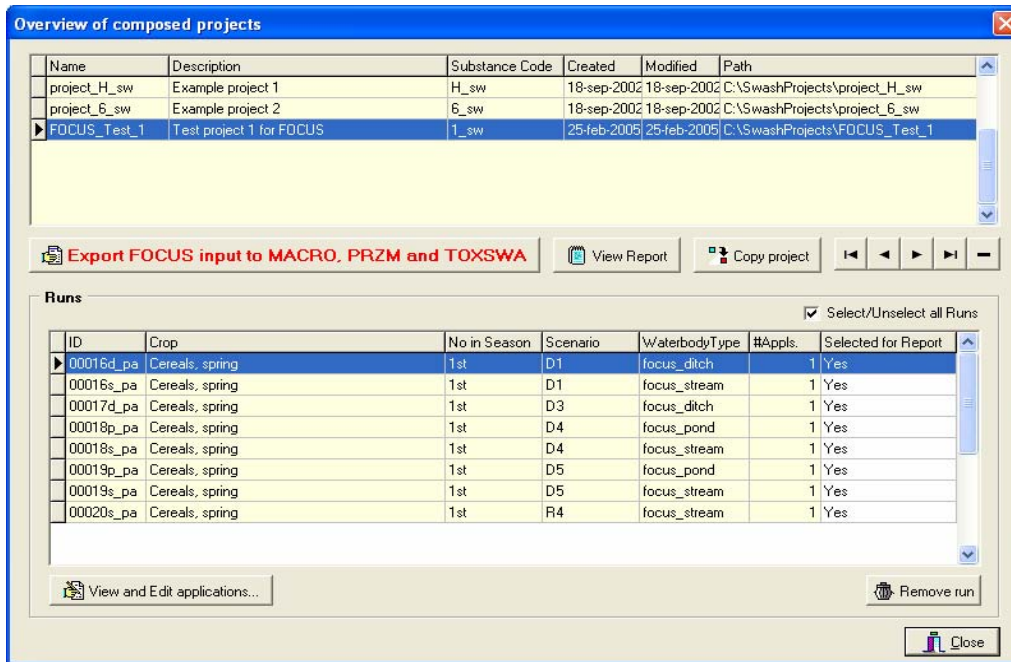 Overview of composed projects
Name Description Substance Code Created Modified Path
project_H_sw Example project 1 H_sw 18-sep-2002 18-sep-2002 C:\SwashProjects\project_H_sw
project_6_sw Example project 2 6_sw 18-sep-2002 18-sep-2002 C:\SwashProjects\project_6_sw
FOCUS_Test_1 Test project 1 for FOCUS 1_sw 25-feb-2005 25-feb-2005 C:\SwashProjects\FOCUS_Test_1
Export FOCUS input to MACRO, PRZM and TOXSWA View Report Copy project
Runs
Select/Unselect all Runs
ID Crop No in Season Scenario WaterbodyType #Appls. Selected for Report
00016d_pa Cereals, spring 1st D1 focus_ditch 1 Yes
00016s_pa Cereals, spring 1st D1 focus_stream 1 Yes
00017d_pa Cereals, spring 1st D3 focus_ditch 1 Yes
00018p_pa Cereals, spring 1st D4 focus_pond 1 Yes
00018s_pa Cereals, spring 1st D4 focus_stream 1 Yes
00019p_pa Cereals, spring 1st D5 focus_pond 1 Yes
00019s_pa Cereals, spring 1st D5 focus_stream 1 Yes
00020s_pa Cereals, spring 1st R4 focus_stream 1 Yes
View and Edit applications... Remove run
Close